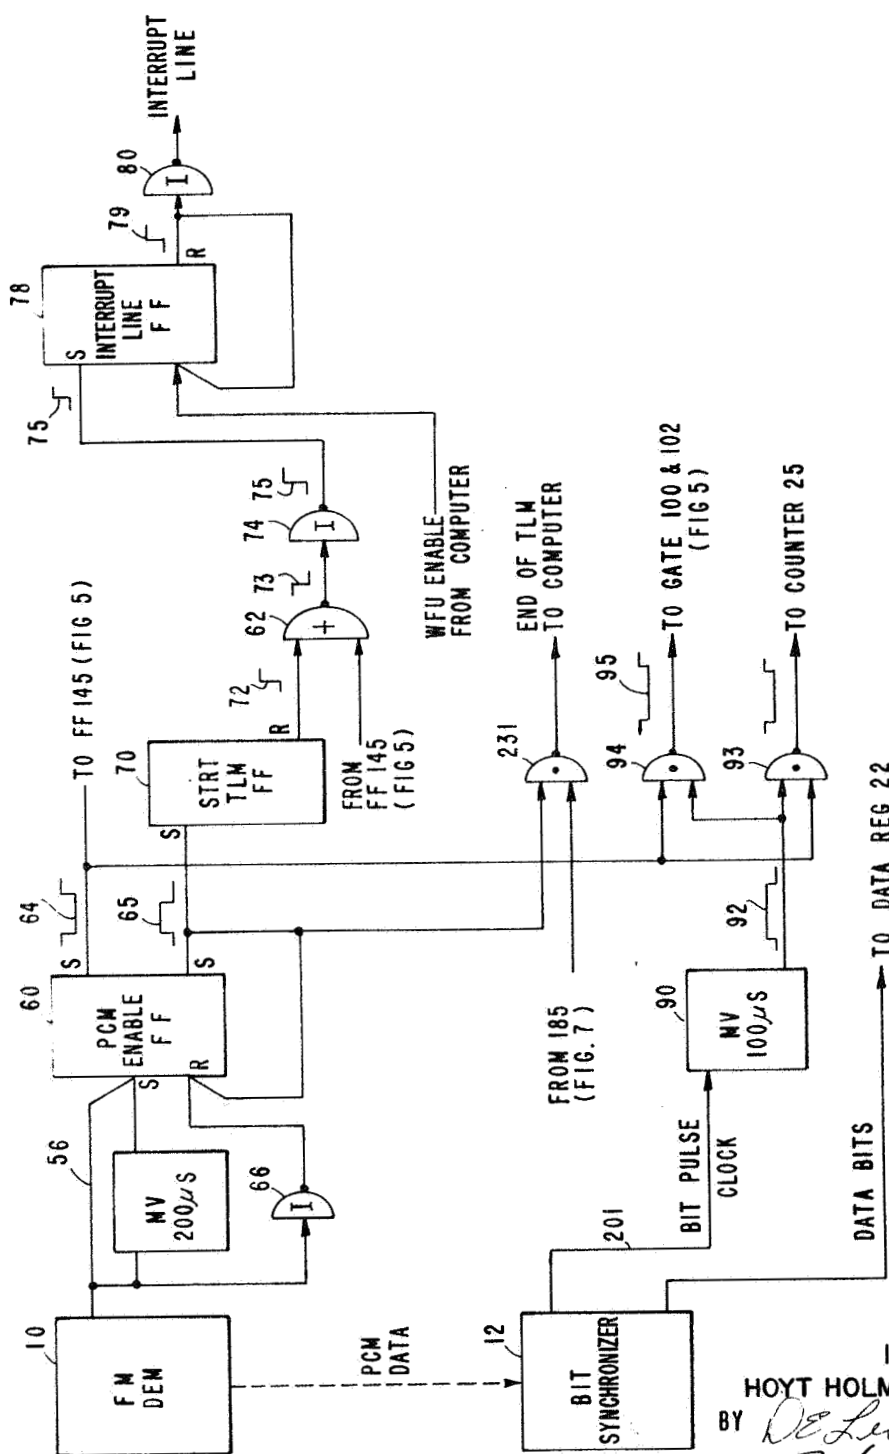 10
FM
DEM
56
MV
200µS
66
I
60
PCM
ENABLE
F F
S
R
S
S
64
65
TO FF 145 (FIG 5)
70
STRT
TLM
FF
S
R
72
FROM
FF 145
(FIG 5)
62
+
73
74
I
75
75
78
S
INTERRUPT
LINE
F F
R
79
80
I
INTERRUPT
LINE
WFU ENABLE
FROM COMPUTER
PCM
DATA
12
BIT
SYNCHRONIZER
201
BIT PULSE
CLOCK
90
MV
100µS
92
FROM 185
(FIG. 7)
231
END OF TLM
TO COMPUTER
94
95
TO GATE 100 & 102
(FIG 5)
93
TO COUNTER 25
DATA BITS
TO DATA REG 22
HOYT HOLM
BY